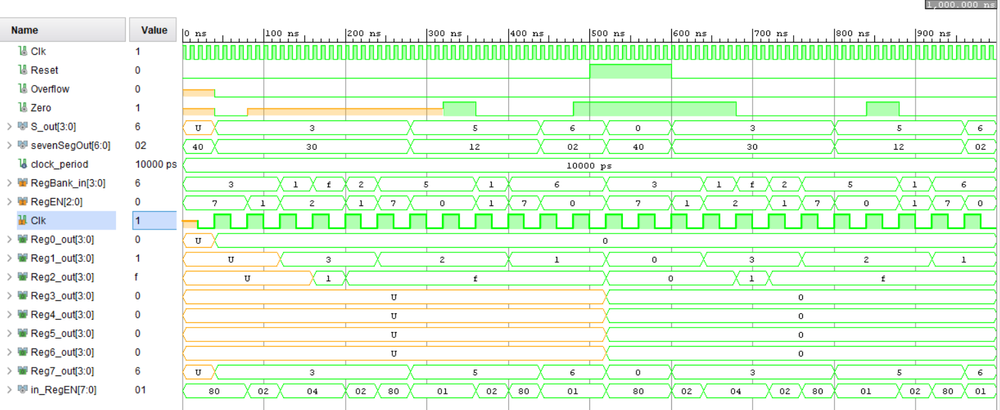 1,000.000 ns
Name Value 0 ns 100 ns 200 ns 300 ns 400 ns 500 ns 600 ns 700 ns 800 ns 900 ns
Clk 1
Reset 0
Overflow 0
Zero 1
S_out[3:0] 6 U 3 5 6 0 3 5 6
sevenSegOut[6:0] 02 40 30 12 02 40 30 12 02
clock_period 10000 ps 10000 ps
RegBank_in[3:0] 6 3 1 f 2 5 1 6 3 1 f 2 5 1 6
RegEN[2:0] 0 7 1 2 1 7 0 1 7 0 7 1 2 1 7 0 1 7 0
Clk 1
Reg0_out[3:0] 0 U 0
Reg1_out[3:0] 1 U 3 2 1 0 3 2 1
Reg2_out[3:0] f U 1 f 0 1 f
Reg3_out[3:0] 0 U 0
Reg4_out[3:0] 0 U 0
Reg5_out[3:0] 0 U 0
Reg6_out[3:0] 0 U 0
Reg7_out[3:0] 6 U 3 5 6 0 3 5 6
in_RegEN[7:0] 01 80 02 04 02 80 01 02 80 01 80 02 04 02 80 01 02 80 01